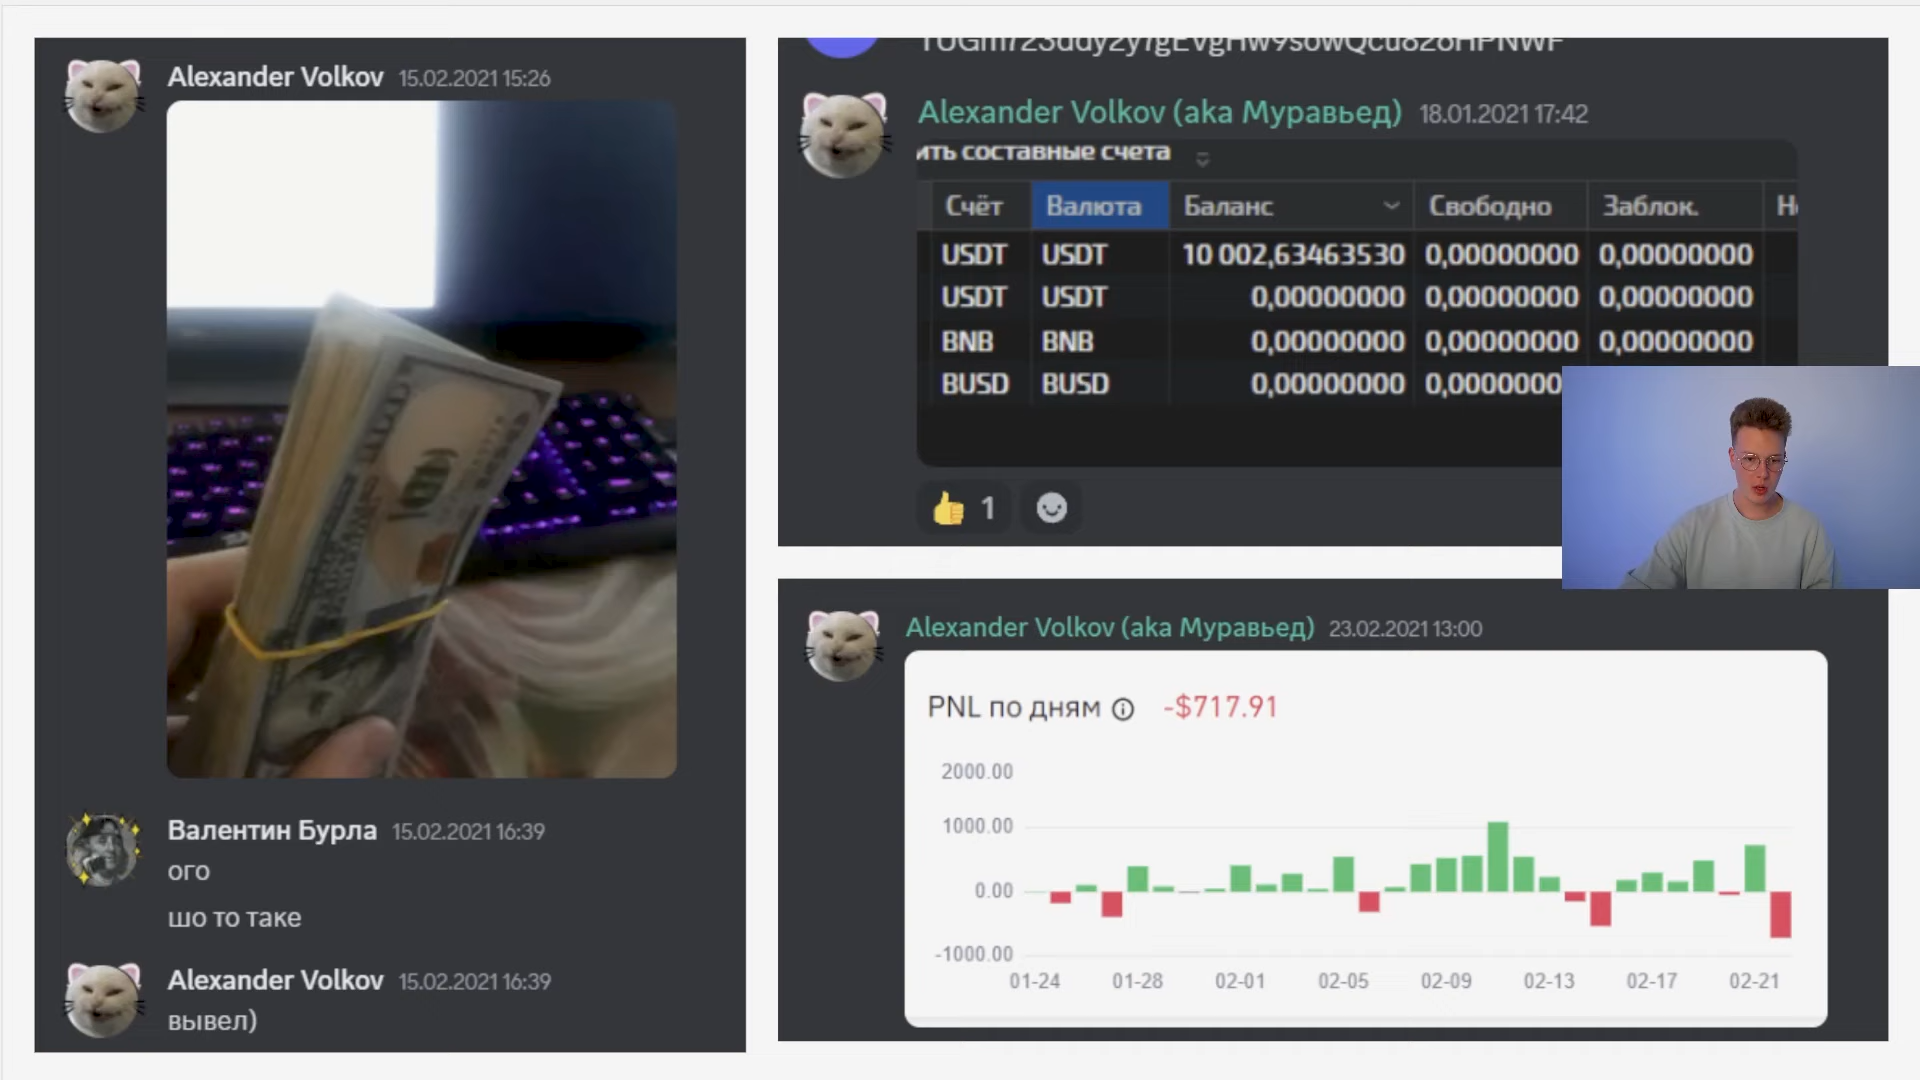 Alexander Volkov 15.02.2021 15:26
Валентин Бурла 15.02.2021 16:39
ого
шо то таке
Alexander Volkov 15.02.2021 16:39
вывел)
Alexander Volkov (aka Муравьед) 18.01.2021 17:42
ить составные счета
Счёт Валюта Баланс Свободно Заблок.
USDT USDT 10 002,63463530 0,00000000 0,00000000
USDT USDT 0,00000000 0,00000000 0,00000000
BNB BNB 0,00000000 0,00000000 0,00000000
BUSD BUSD 0,00000000 0,0000000
1
Alexander Volkov (aka Муравьед) 23.02.2021 13:00
PNL по дням -$717.91
2000.00
1000.00
0.00
-1000.00
01-24 01-28 02-01 02-05 02-09 02-13 02-17 02-21